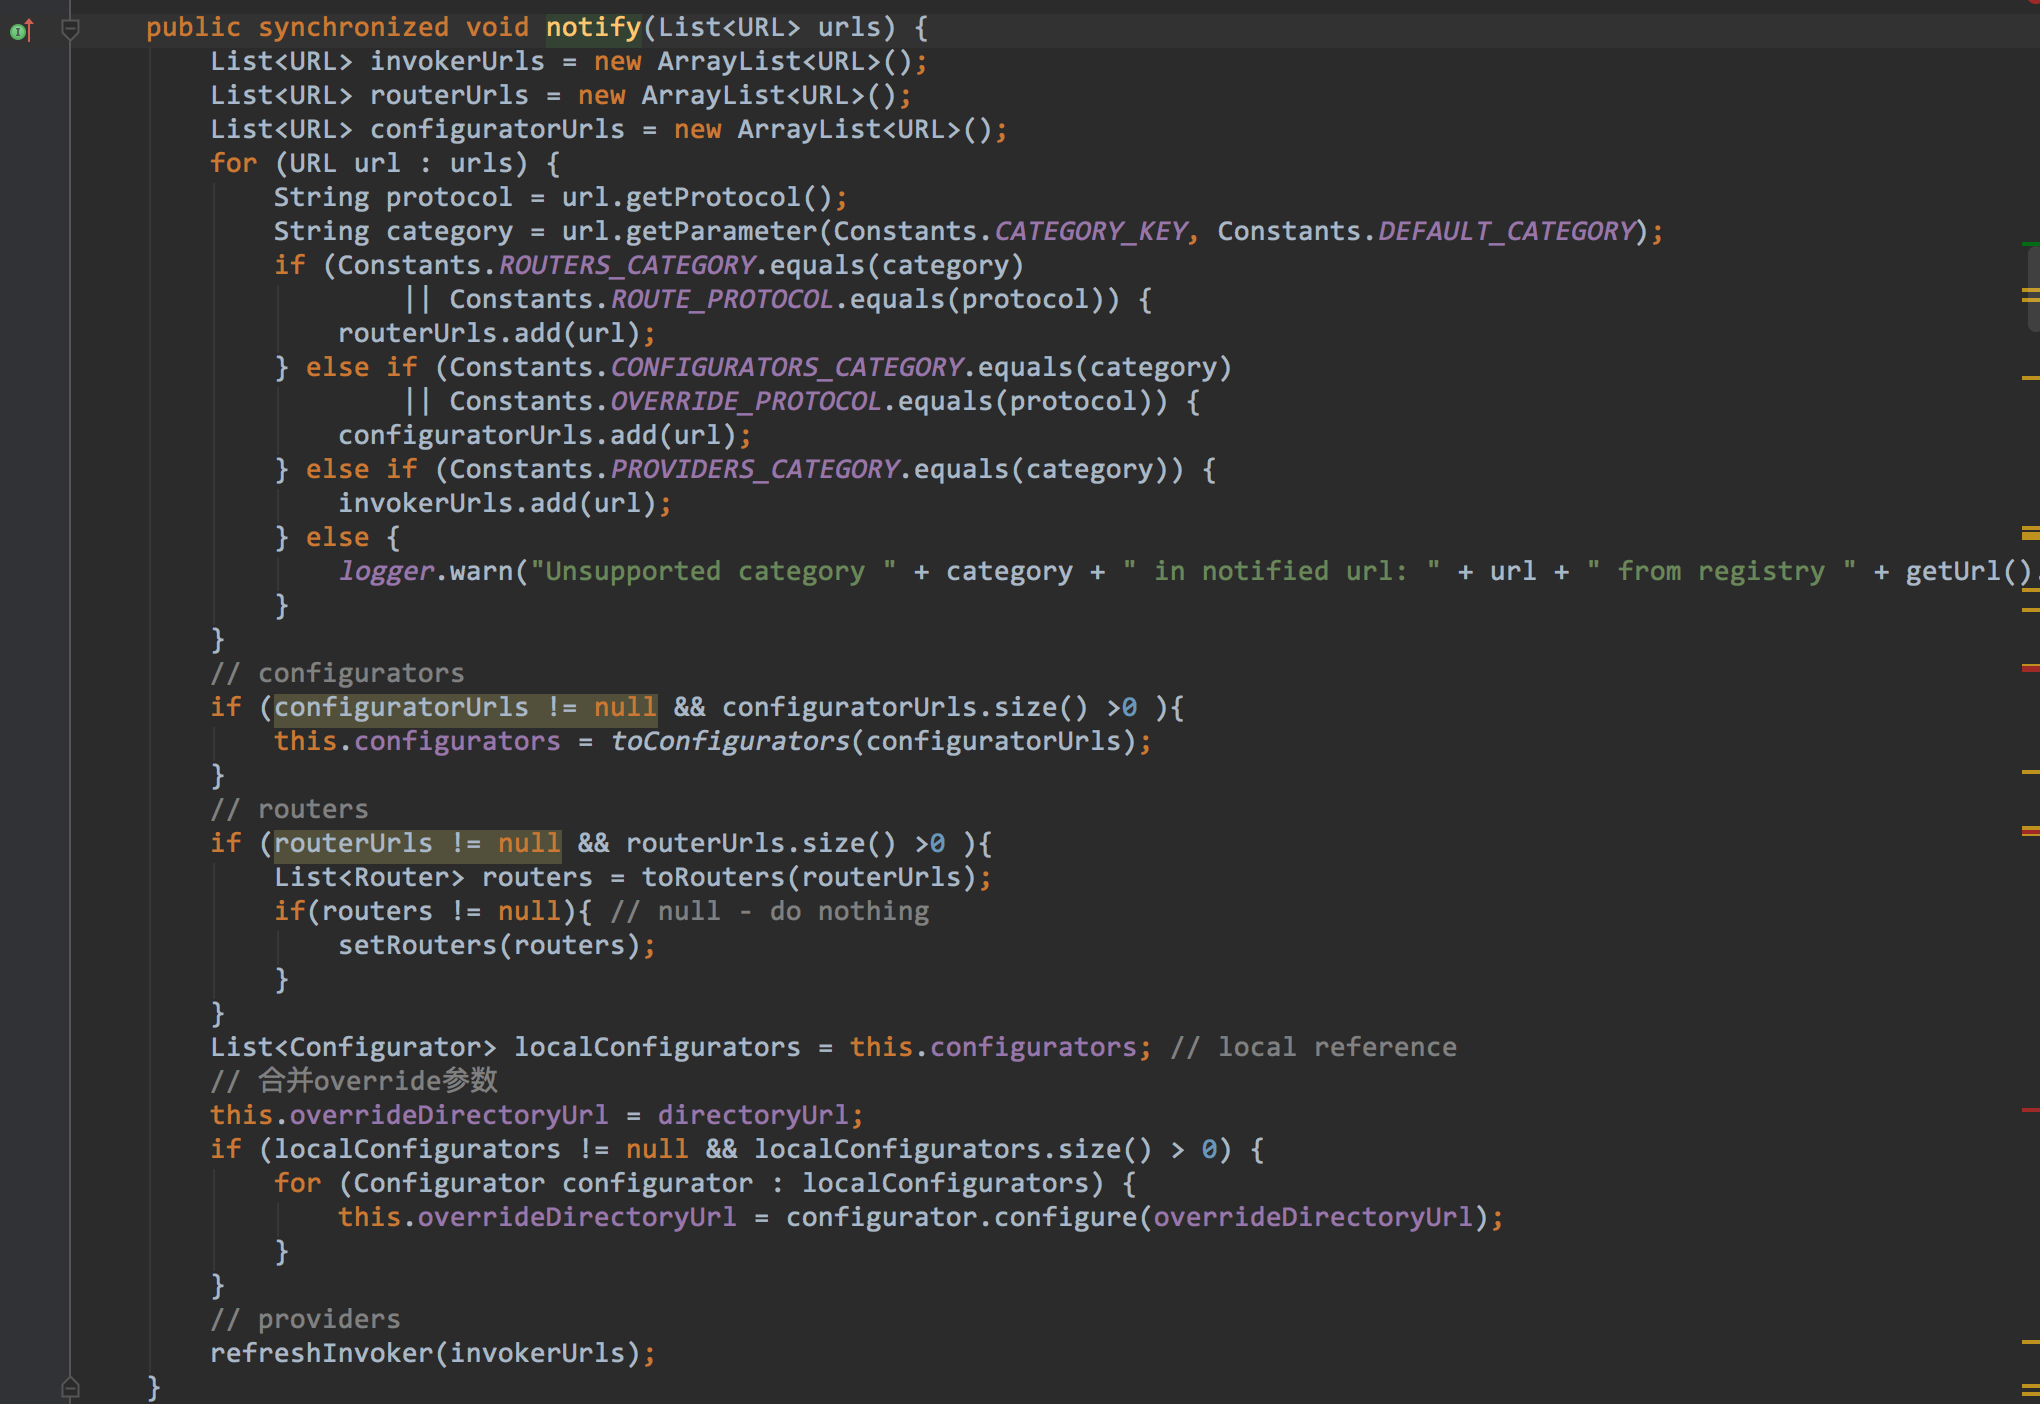 public synchronized void notify(List<URL> urls) {
List<URL> invokerUrls = new ArrayList<URL>();
List<URL> routerUrls = new ArrayList<URL>();
List<URL> configuratorUrls = new ArrayList<URL>();
for (URL url : urls) {
String protocol = url.getProtocol();
String category = url.getParameter(Constants.CATEGORY_KEY, Constants.DEFAULT_CATEGORY);
if (Constants.ROUTERS_CATEGORY.equals(category)
|| Constants.ROUTE_PROTOCOL.equals(protocol)) {
routerUrls.add(url);
} else if (Constants.CONFIGURATORS_CATEGORY.equals(category)
|| Constants.OVERRIDE_PROTOCOL.equals(protocol)) {
configuratorUrls.add(url);
} else if (Constants.PROVIDERS_CATEGORY.equals(category)) {
invokerUrls.add(url);
} else {
logger.warn("Unsupported category " + category + " in notified url: " + url + " from registry " + getUrl().
}
}
// configurators
if (configuratorUrls != null && configuratorUrls.size() >0 ){
this.configurators = toConfigurators(configuratorUrls);
}
// routers
if (routerUrls != null && routerUrls.size() >0 ){
List<Router> routers = toRouters(routerUrls);
if(routers != null){ // null - do nothing
setRouters(routers);
}
}
List<Configurator> localConfigurators = this.configurators; // local reference
// 合并override参数
this.overrideDirectoryUrl = directoryUrl;
if (localConfigurators != null && localConfigurators.size() > 0) {
for (Configurator configurator : localConfigurators) {
this.overrideDirectoryUrl = configurator.configure(overrideDirectoryUrl);
}
}
// providers
refreshInvoker(invokerUrls);
}